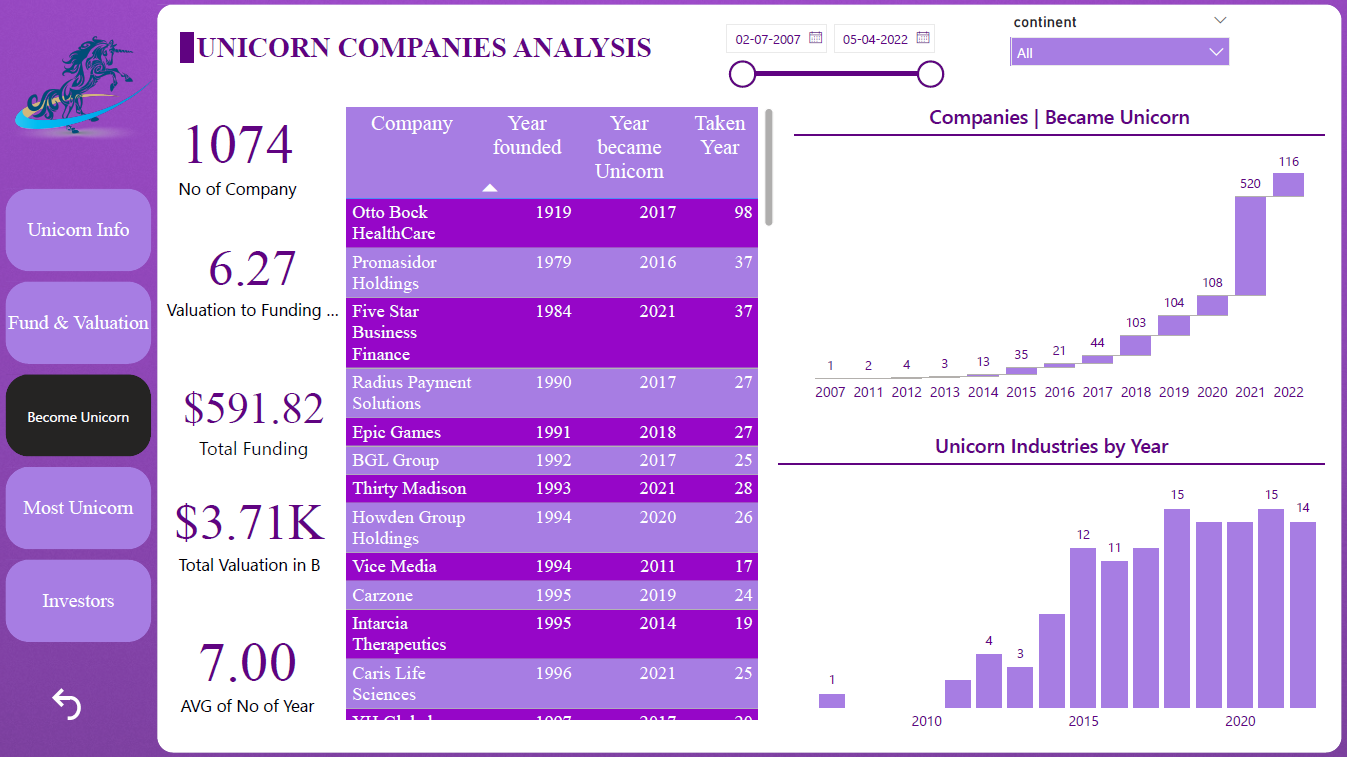 UNICORN COMPANIES ANALYSIS
02-07-2007
05-04-2022
continent
All
Unicorn Info
Fund & Valuation
Become Unicorn
Most Unicorn
Investors
1074
No of Company
6.27
Valuation to Funding ...
$591.82
Total Funding
$3.71K
Total Valuation in B
7.00
AVG of No of Year
Company Year founded Year became Unicorn Taken Year
Otto Bock HealthCare 1919 2017 98
Promasidor Holdings 1979 2016 37
Five Star Business Finance 1984 2021 37
Radius Payment Solutions 1990 2017 27
Epic Games 1991 2018 27
BGL Group 1992 2017 25
Thirty Madison 1993 2021 28
Howden Group Holdings 1994 2020 26
Vice Media 1994 2011 17
Carzone 1995 2019 24
Intarcia Therapeutics 1995 2014 19
Caris Life Sciences 1996 2021 25
Companies | Became Unicorn
1 2 4 3 13 35 21 44 103 104 108 520 116
2007 2011 2012 2013 2014 2015 2016 2017 2018 2019 2020 2021 2022
Unicorn Industries by Year
1 4 3 12 11 15 15 14
2010 2015 2020